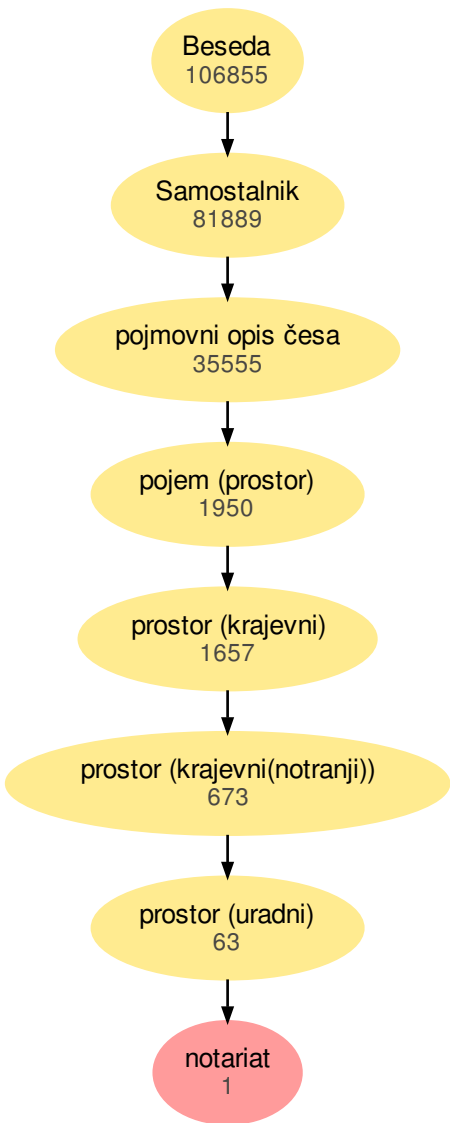 Beseda
106855
Samostalnik
81889
pojmovni opis česa
35555
pojem (prostor)
1950
prostor (krajevni)
1657
prostor (krajevni(notranji))
673
prostor (uradni)
63
notariat
1